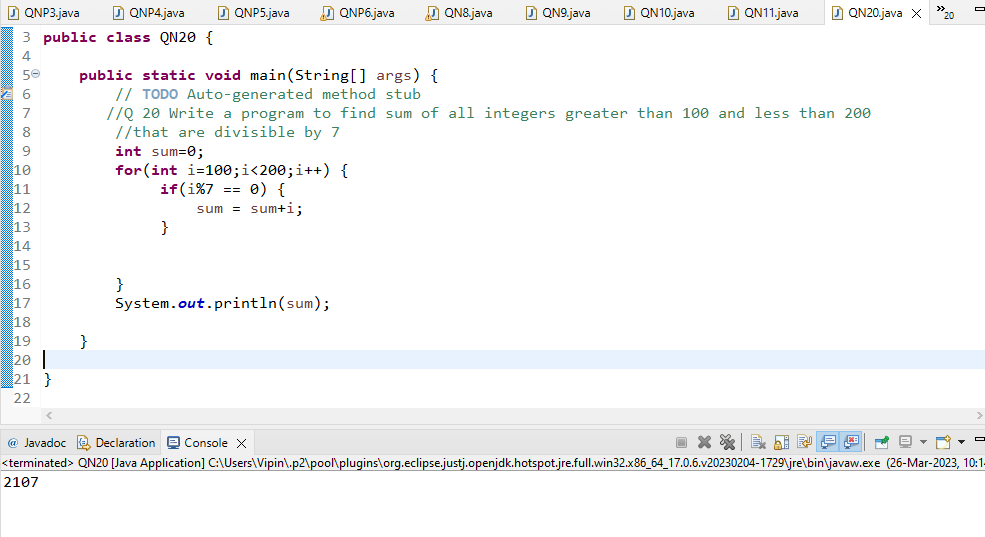 QNP3.java QNP4.java QNP5.java QNP6.java QN8.java QN9.java QN10.java QN11.java QN20.java »20
3 public class QN20 {
4
5 public static void main(String[] args) {
6 // TODO Auto-generated method stub
7 //Q 20 Write a program to find sum of all integers greater than 100 and less than 200
8 //that are divisible by 7
9 int sum=0;
10 for(int i=100;i<200;i++) {
11 if(i%7 == 0) {
12 sum = sum+i;
13 }
14
15
16 }
17 System.out.println(sum);
18
19 }
20
21 }
22
@ Javadoc Declaration Console
<terminated> QN20 [Java Application] C:\Users\Vipin\.p2\pool\plugins\org.eclipse.justj.openjdk.hotspot.jre.full.win32.x86_64_17.0.6.v20230204-1729\jre\bin\javaw.exe (26-Mar-2023, 10:14
2107